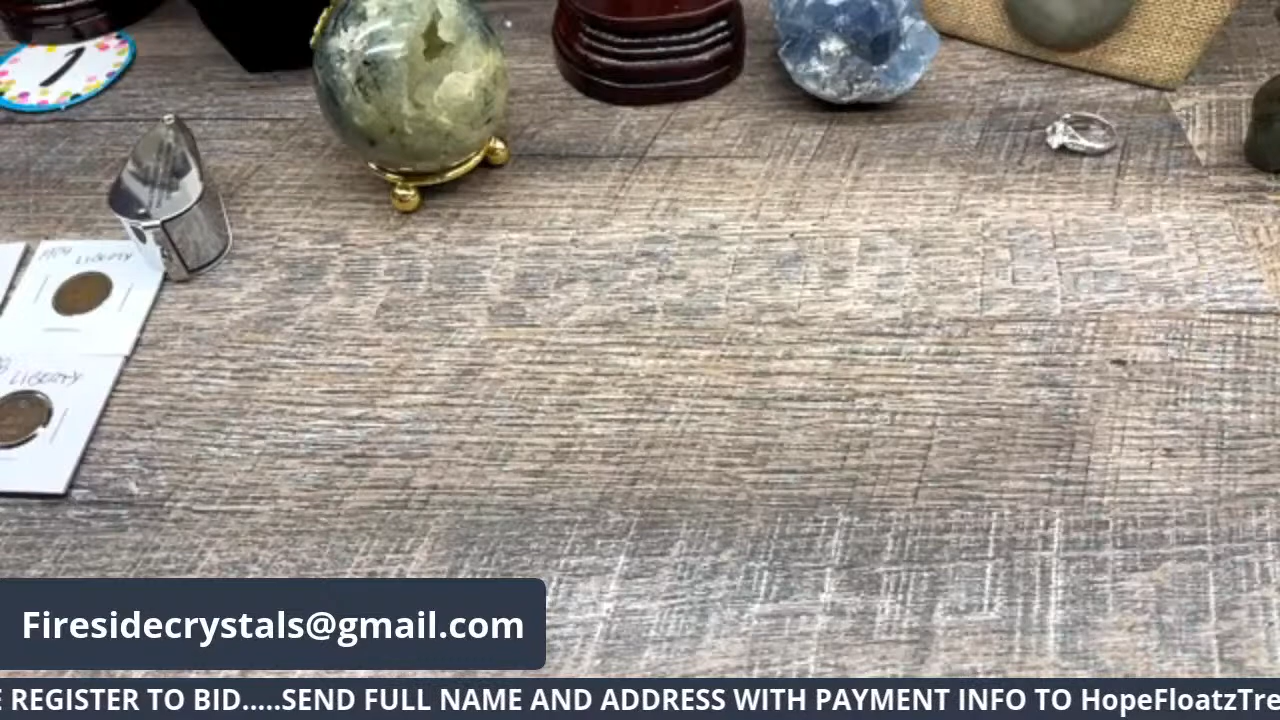 1
LIBERTY
LIBERTY
Firesidecrystals@gmail.com
E REGISTER TO BID.....SEND FULL NAME AND ADDRESS WITH PAYMENT INFO TO HopeFloatzTre